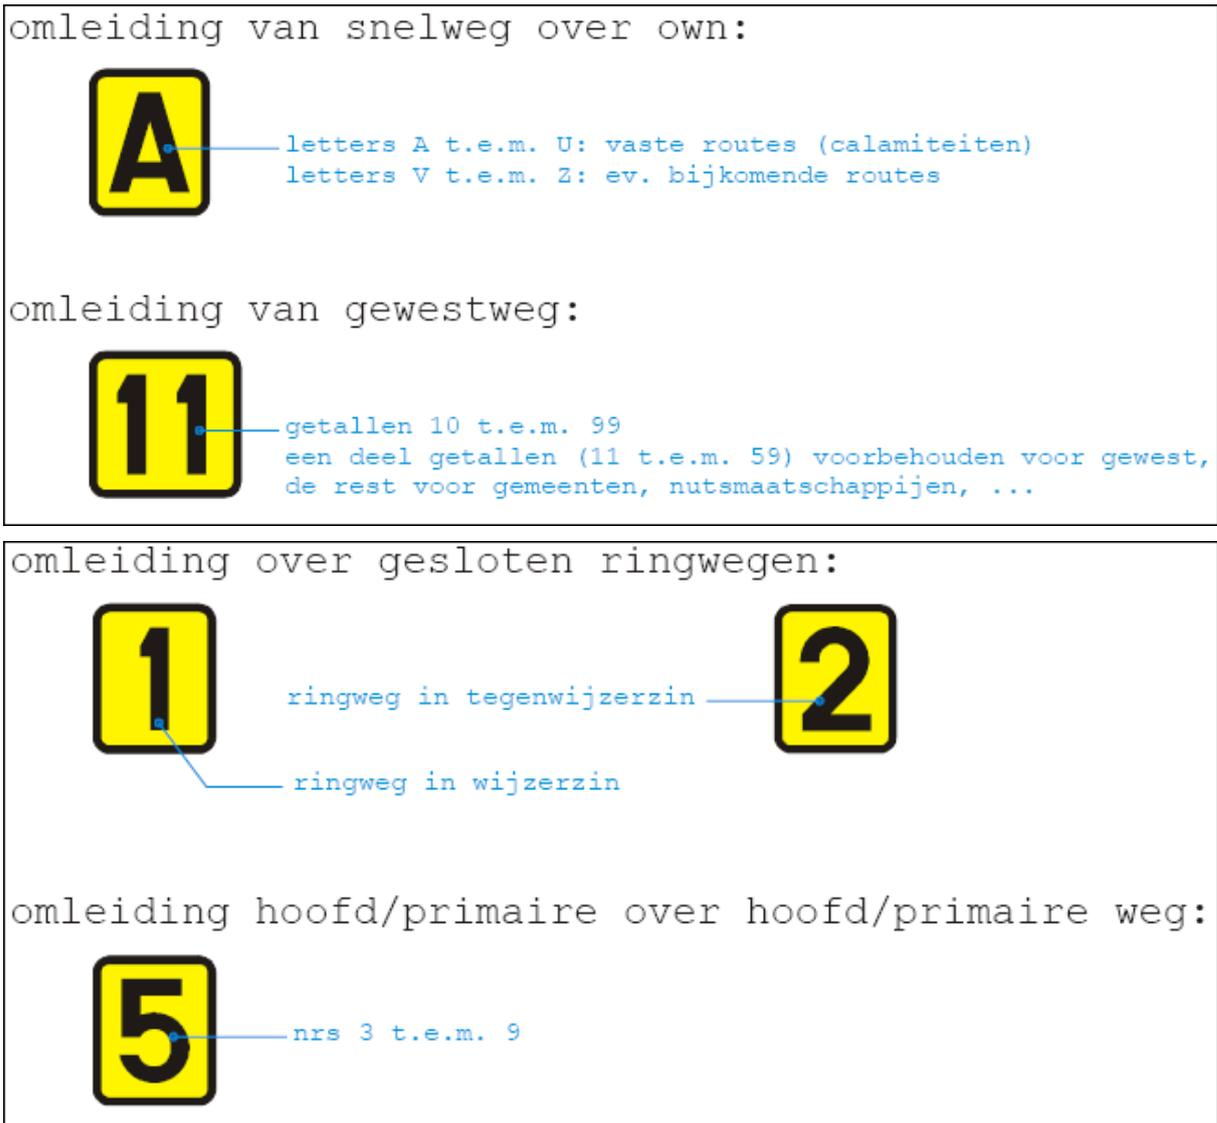 omleiding van snelweg over own:
A
letters A t.e.m. U: vaste routes (calamiteiten)
letters V t.e.m. Z: ev. bijkomende routes
omleiding van gewestweg:
11
getallen 10 t.e.m. 99
een deel getallen (11 t.e.m. 59) voorbehouden voor gewest,
de rest voor gemeenten, nutsmaatschappijen, ...
omleiding over gesloten ringwegen:
1
2
ringweg in tegenwijzerzin
ringweg in wijzerzin
omleiding hoofd/primaire over hoofd/primaire weg:
5
nrs 3 t.e.m. 9